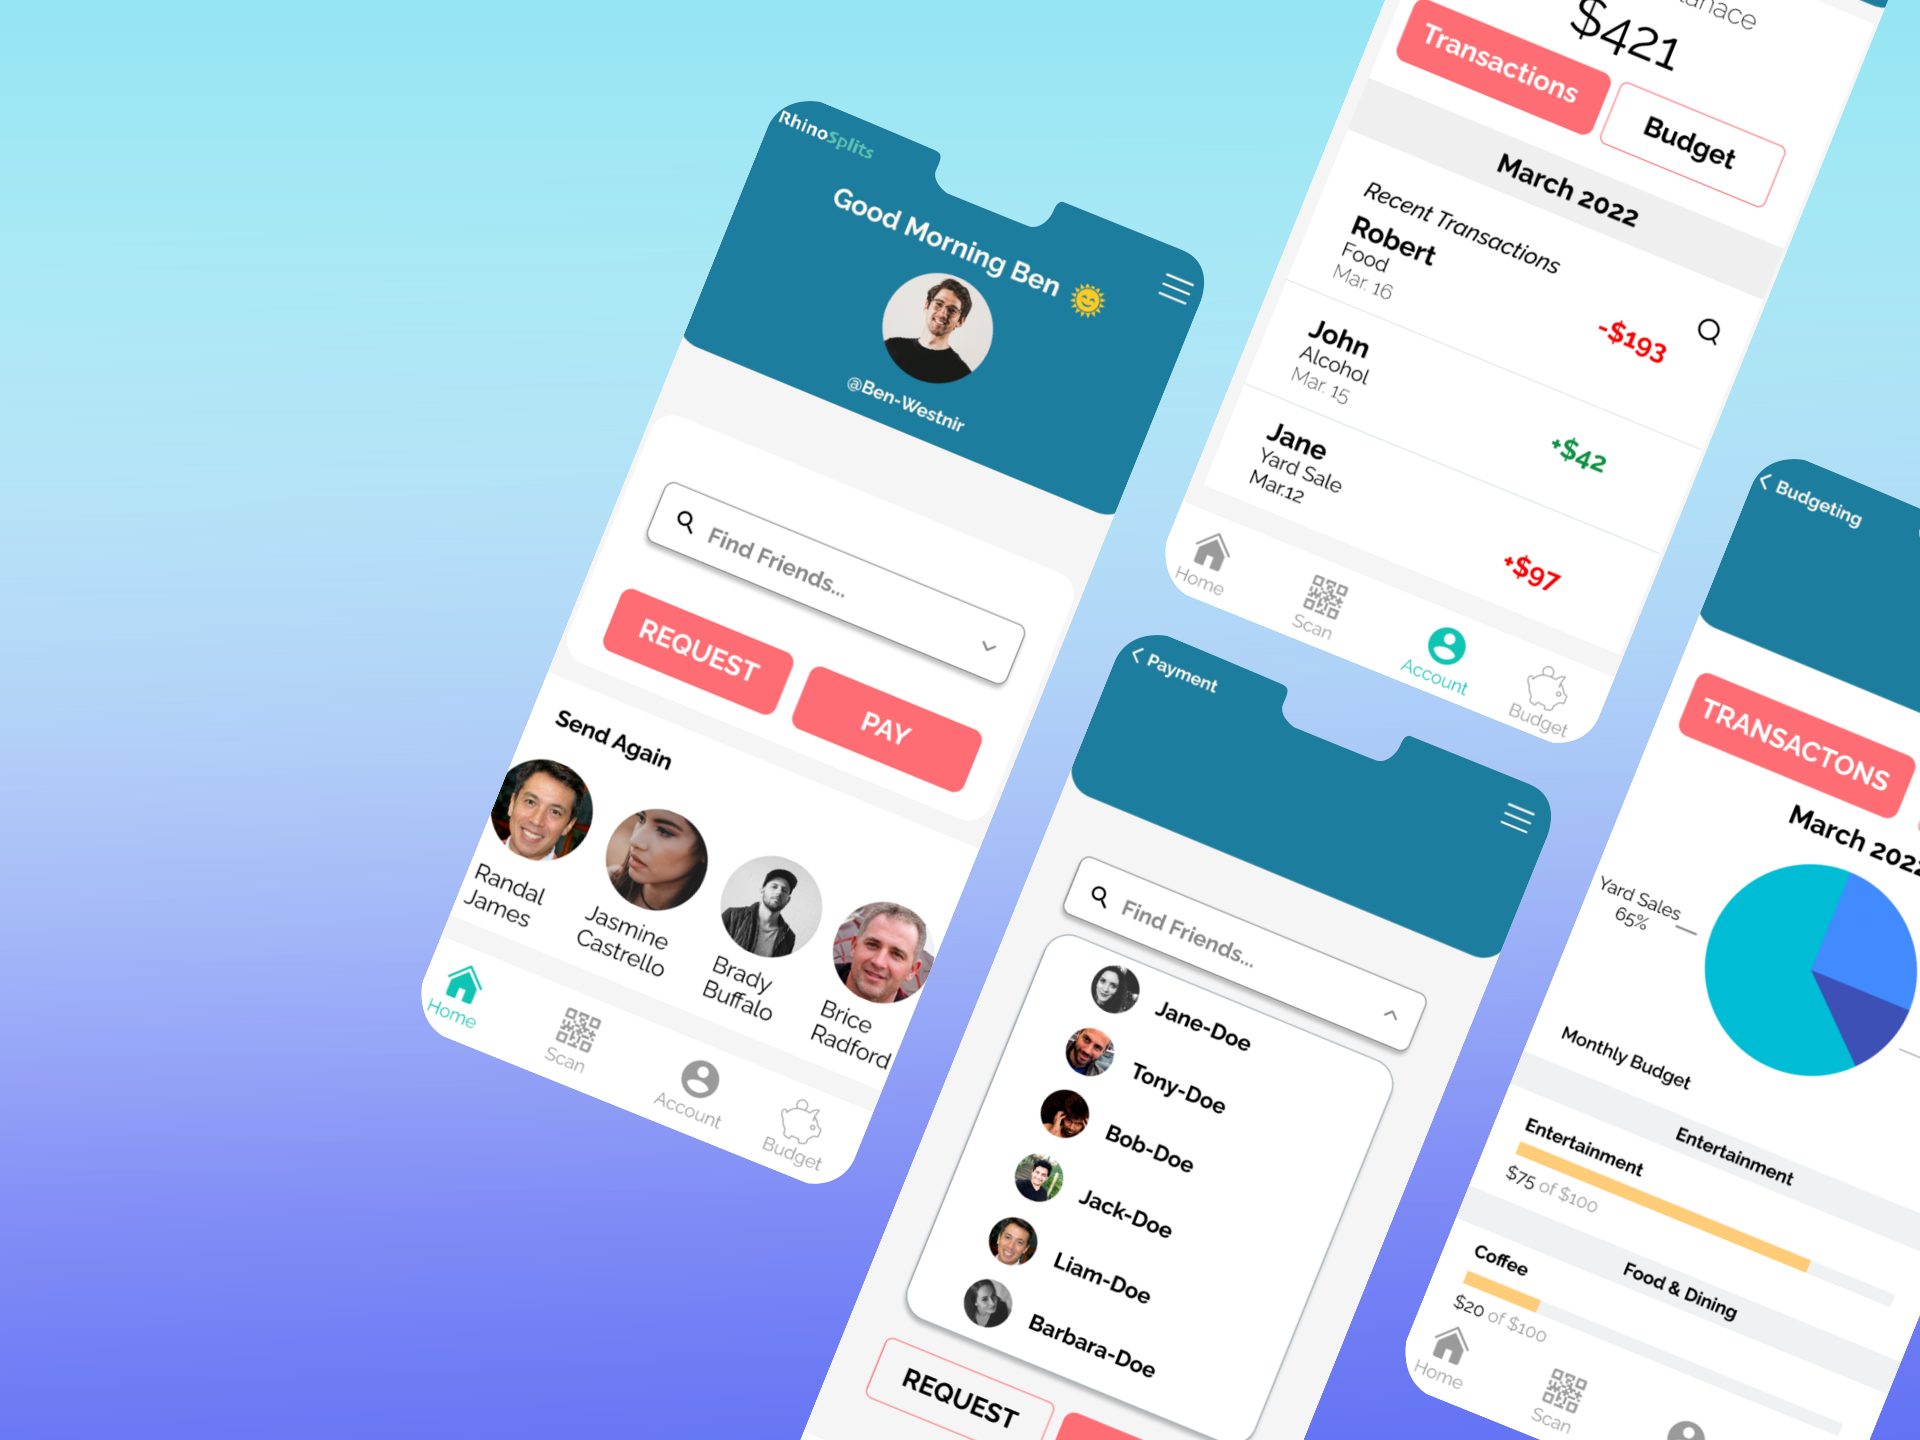 RhinoSplits
Good Morning Ben
@Ben-Westnir
Find Friends...
REQUEST
PAY
Send Again
Randal
James
Jasmine
Castrello
Brady
Buffalo
Brice
Radford
Home
Scan
Account
Budget
$421
Transactions
Budget
March 2022
Recent Transactions
Robert
Food
Mar. 16
-$193
John
Alcohol
Mar. 15
+$42
Jane
Yard Sale
Mar.12
+$97
Home
Scan
Account
Budget
Payment
Find Friends...
Jane-Doe
Tony-Doe
Bob-Doe
Jack-Doe
Liam-Doe
Barbara-Doe
REQUEST
Budgeting
TRANSACTONS
March 2022
Yard Sales
65%
Monthly Budget
Entertainment
Entertainment
$75 of $100
Food & Dining
Coffee
$20 of $100
Home
Scan